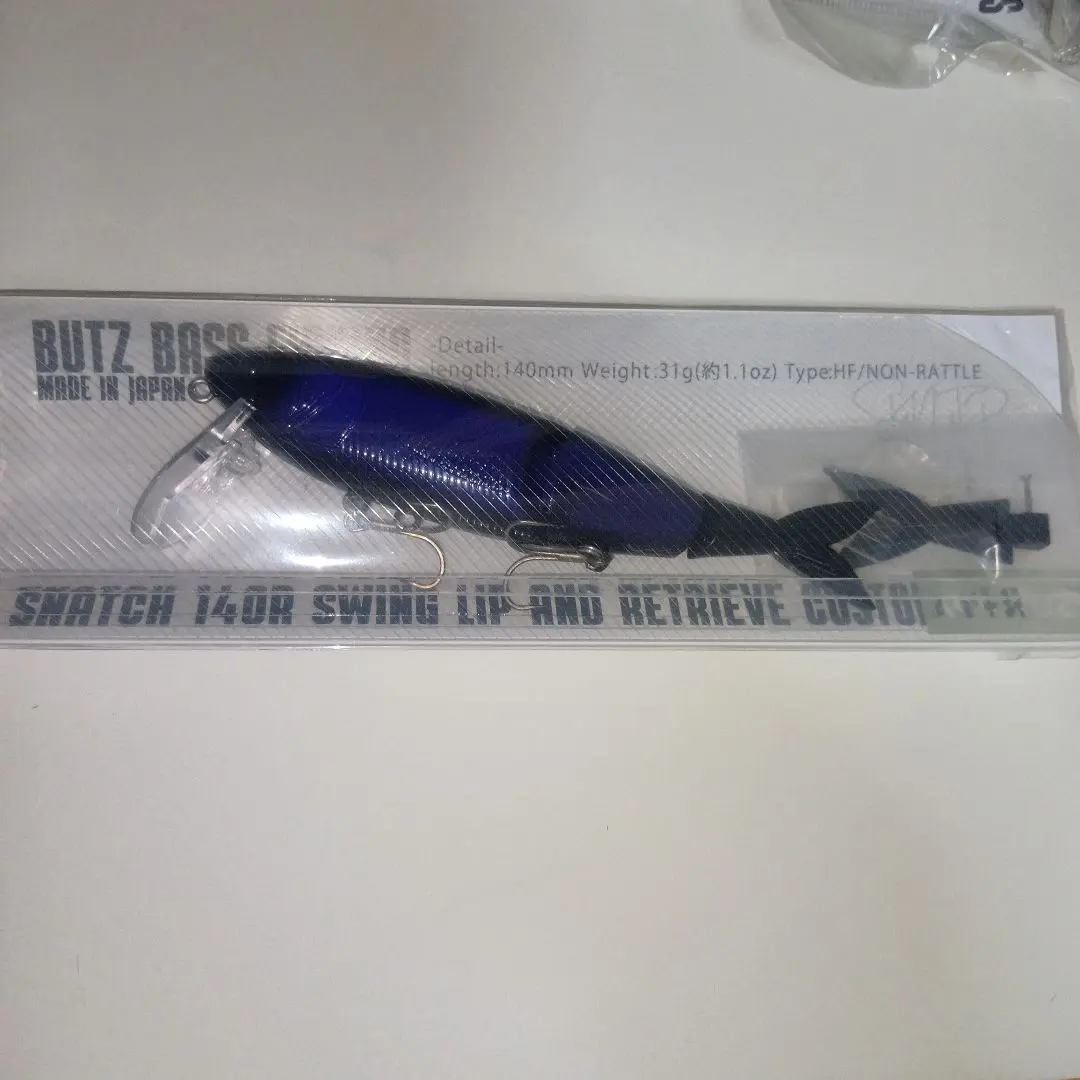 BUTZ BASS
MADE IN JAPAN
-Detail-
length:140mm Weight:31g(約1.1oz) Type:HF/NON-RATTLE
SNATCH 140R SWING LIP AND RETRIEVE
S